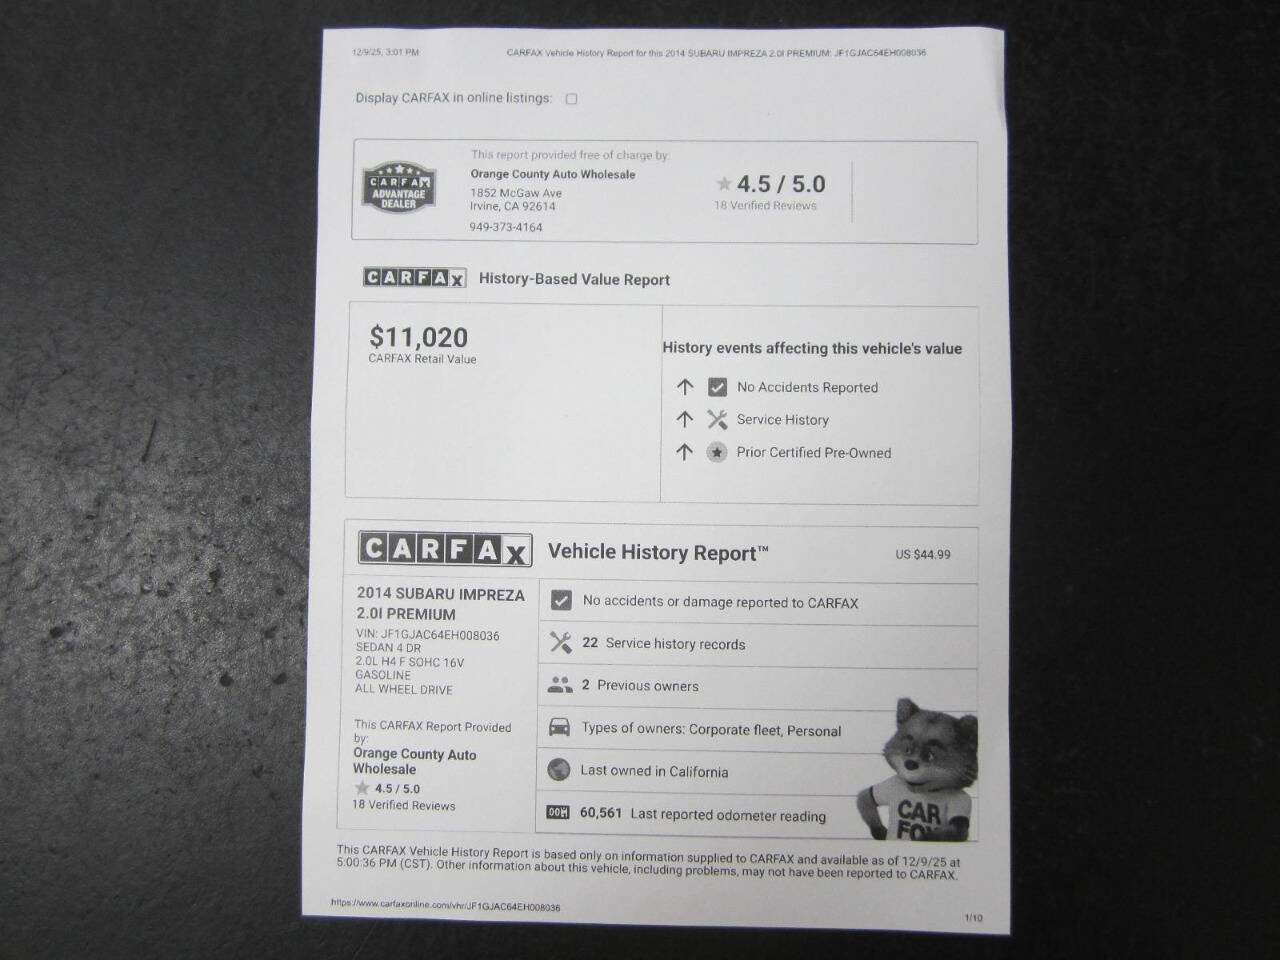 12/9/25, 3:01 PM
CARFAX Vehicle History Report for this 2014 SUBARU IMPREZA 2.0I PREMIUM: JF1GJAC64EH008036
Display CARFAX in online listings:
CARFAX
ADVANTAGE
DEALER
This report provided free of charge by:
Orange County Auto Wholesale
1852 McGaw Ave
Irvine, CA 92614
949-373-4164
4.5 / 5.0
18 Verified Reviews
CARFAX History-Based Value Report
$11,020
CARFAX Retail Value
History events affecting this vehicle's value
No Accidents Reported
Service History
Prior Certified Pre-Owned
CARFAX Vehicle History Report™
US $44.99
2014 SUBARU IMPREZA
2.0I PREMIUM
VIN: JF1GJAC64EH008036
SEDAN 4 DR
2.0L H4 F SOHC 16V
GASOLINE
ALL WHEEL DRIVE
This CARFAX Report Provided
by:
Orange County Auto
Wholesale
4.5 / 5.0
18 Verified Reviews
No accidents or damage reported to CARFAX
22 Service history records
2 Previous owners
Types of owners: Corporate fleet, Personal
Last owned in California
60,561 Last reported odometer reading
CAR
FOX
This CARFAX Vehicle History Report is based only on information supplied to CARFAX and available as of 12/9/25 at
5:00:36 PM (CST). Other information about this vehicle, including problems, may not have been reported to CARFAX.
https://www.carfaxonline.com/vhr/JF1GJAC64EH008036
1/10